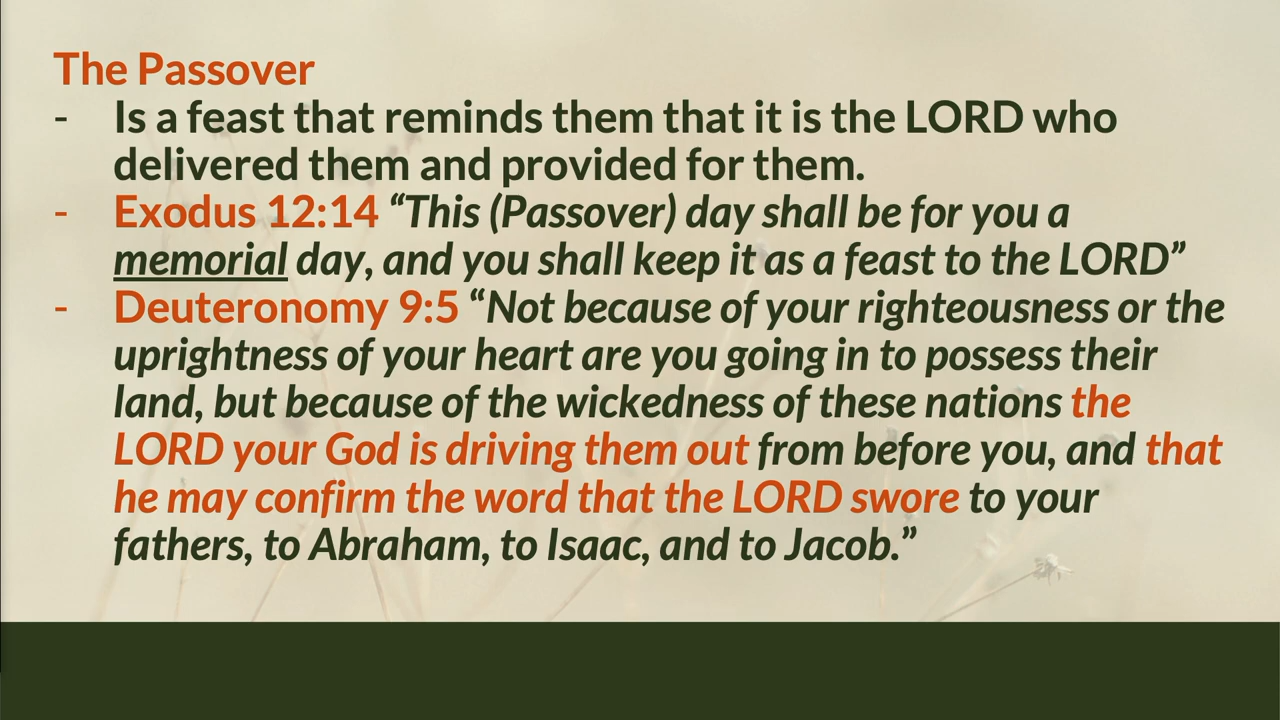 The Passover
- Is a feast that reminds them that it is the LORD who
delivered them and provided for them.
- Exodus 12:14 “This (Passover) day shall be for you a
memorial day, and you shall keep it as a feast to the LORD”
- Deuteronomy 9:5 “Not because of your righteousness or the
uprightness of your heart are you going in to possess their
land, but because of the wickedness of these nations the
LORD your God is driving them out from before you, and that
he may confirm the word that the LORD swore to your
fathers, to Abraham, to Isaac, and to Jacob.”